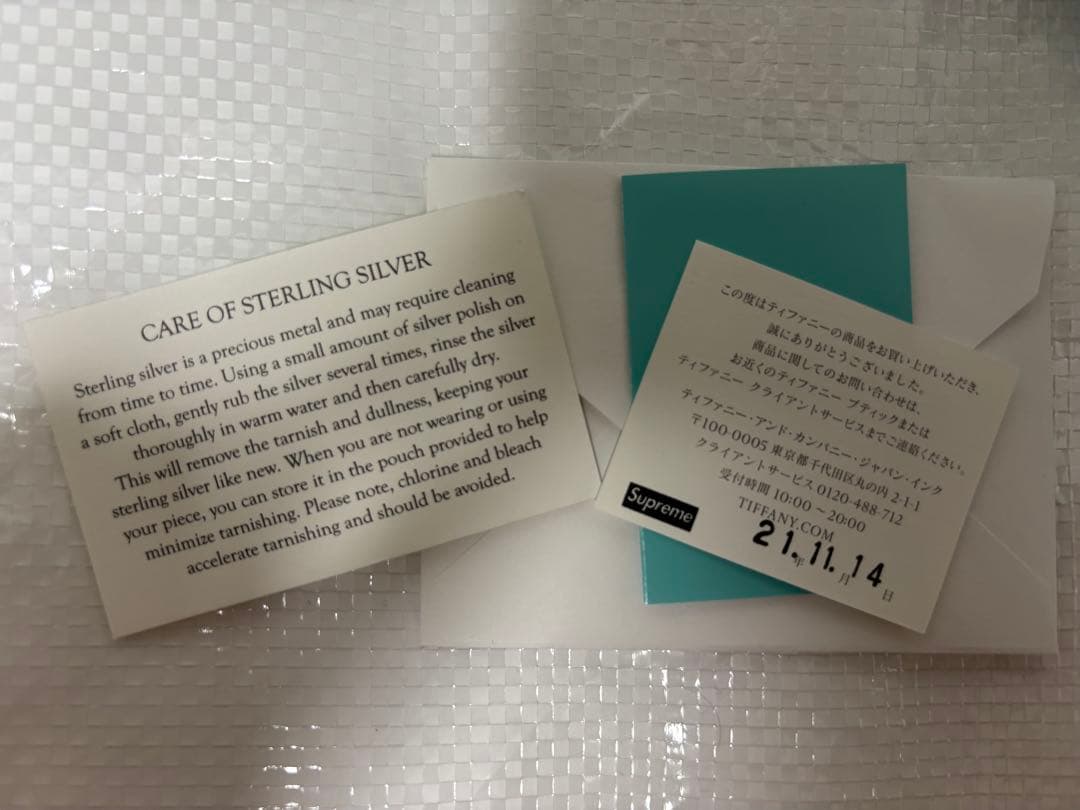 CARE OF STERLING SILVER
Sterling silver is a precious metal and may require cleaning
from time to time. Using a small amount of silver polish on
a soft cloth, gently rub the silver several times, rinse the silver
thoroughly in warm water and then carefully dry.
This will remove the tarnish and dullness, keeping your
sterling silver like new. When you are not wearing or using
your piece, you can store it in the pouch provided to help
minimize tarnishing. Please note, chlorine and bleach
accelerate tarnishing and should be avoided.
この度はティファニーの商品をお買い上げいただき、
誠にありがとうございました。
商品に関してのお問い合わせは、
お近くのティファニー ブティックまたは
ティファニー クライアントサービスまでご連絡ください。
ティファニー・アンド・カンパニー・ジャパン・インク
〒100-0005 東京都千代田区丸の内 2-1-1
クライアントサービス 0120-488-712
受付時間 10:00 ~ 20:00
TIFFANY.COM
Supreme
21.年 11.月 14日